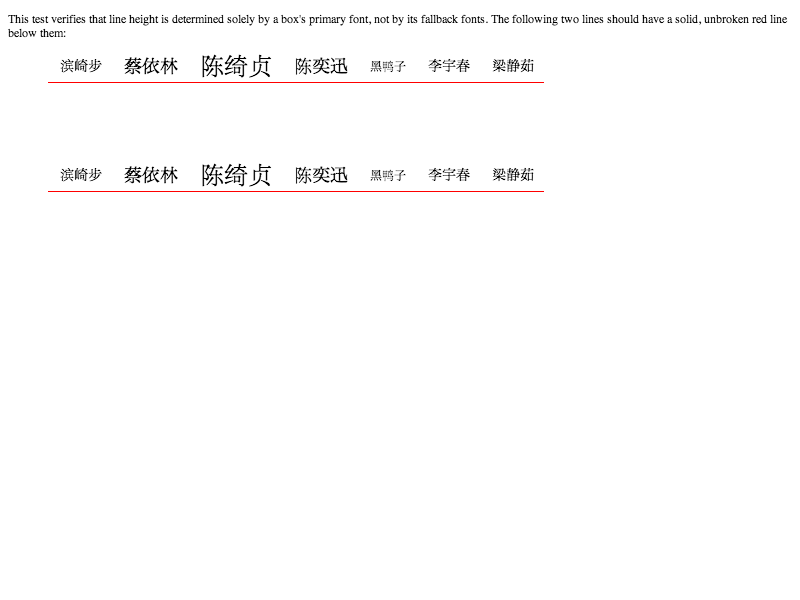 This test verifies that line height is determined solely by a box's primary font, not by its fallback fonts. The following two lines should have a solid, unbroken red line
below them:
滨崎步 蔡依林 陈绮贞 陈奕迅 黑鸭子 李宇春 梁静茹
滨崎步 蔡依林 陈绮贞 陈奕迅 黑鸭子 李宇春 梁静茹